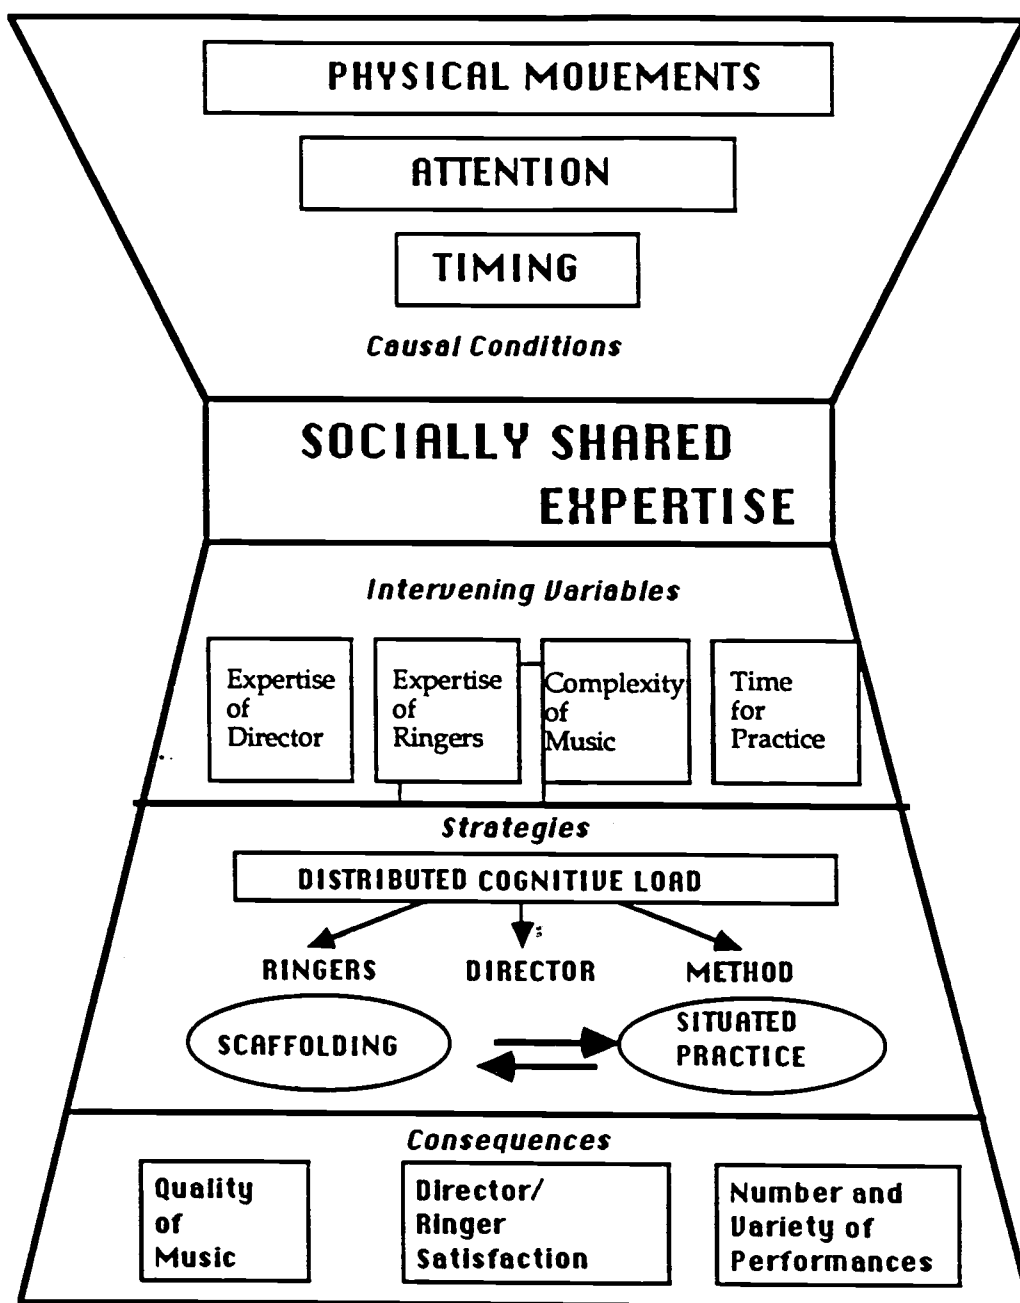 PHYSICAL MOVEMENTS
ATTENTION
TIMING
Causal Conditions
SOCIALLY SHARED
EXPERTISE
Intervening Variables
Expertise
of
Director
Expertise
of
Ringers
Complexity
of
Music
Time
for
Practice
Strategies
DISTRIBUTED COGNITIVE LOAD
RINGERS DIRECTOR METHOD
SCAFFOLDING
SITUATED
PRACTICE
Consequences
Quality
of
Music
Director/
Ringer
Satisfaction
Number and
Variety of
Performances